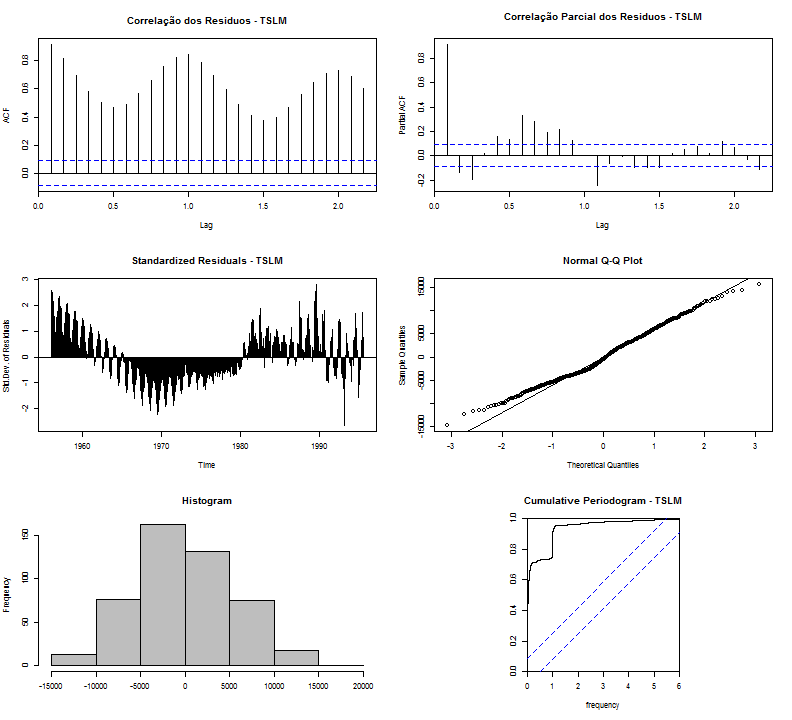 Correlação dos Residuos - TSLM
ACF
0.0 0.2 0.4 0.6 0.8
0.0 0.5 1.0 1.5 2.0
Lag
Correlação Parcial dos Residuos - TSLM
Partial ACF
-0.2 0.0 0.2 0.4 0.6 0.8
0.0 0.5 1.0 1.5 2.0
Lag
Standardized Residuals - TSLM
Std.Dev. of Residuals
-2 -1 0 1 2 3
1960 1970 1980 1990
Time
Normal Q-Q Plot
Sample Quantiles
-15000 -5000 0 5000 15000
-3 -2 -1 0 1 2 3
Theoretical Quantiles
Histogram
Frequency
0 50 100 150
-15000 -10000 -5000 0 5000 10000 15000 20000
Cumulative Periodogram - TSLM
0.0 0.2 0.4 0.6 0.8 1.0
0 1 2 3 4 5 6
frequency